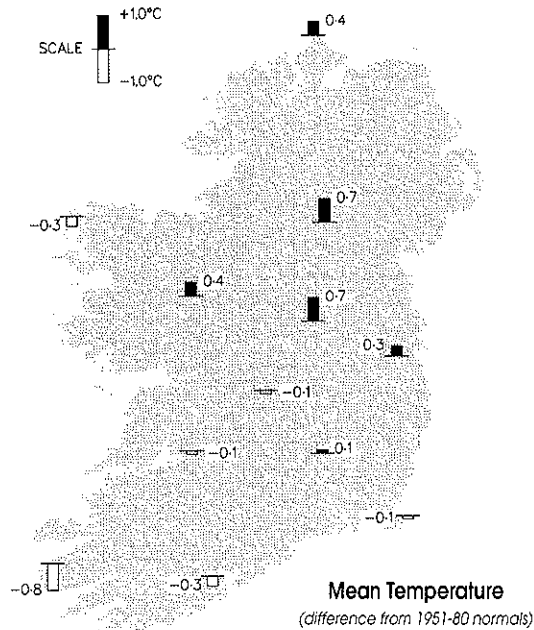 +1.0°C
0·4
SCALE
-1.0°C
0·7
-0·3
0·4
0·7
0·3
-0·1
-0·1
0·1
-0·1
-0·8
-0·3
Mean Temperature
(difference from 1951-80 normals)